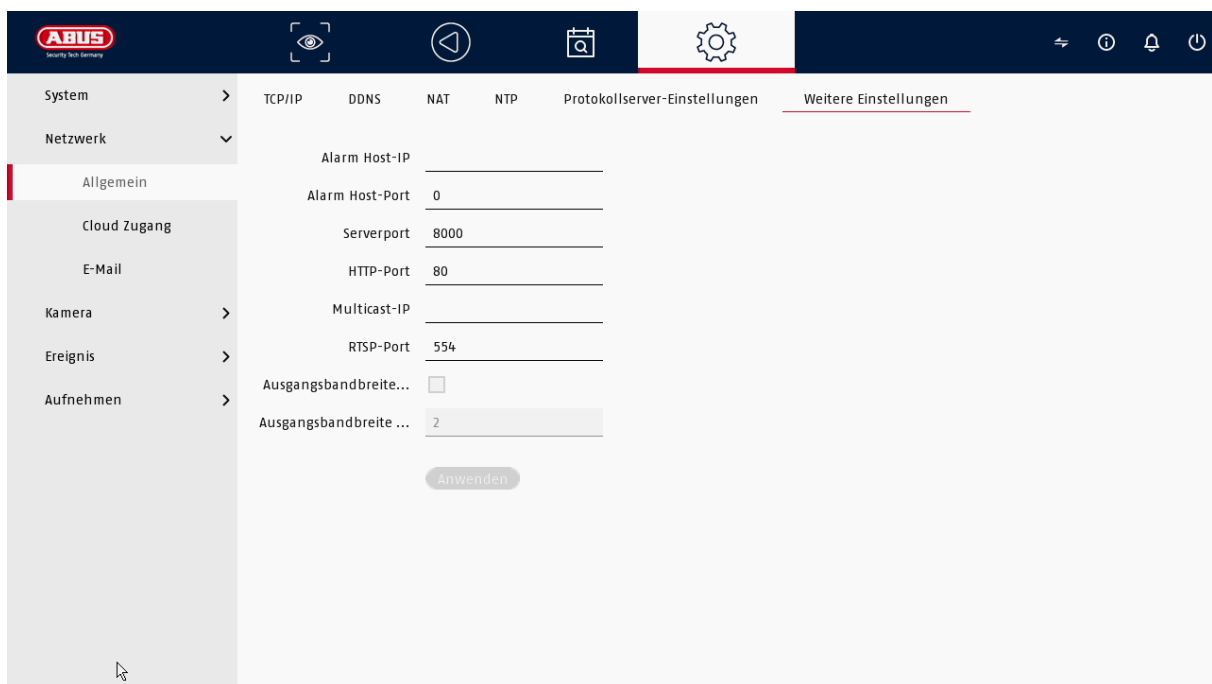 ABUS
Security Tech Germany
System
Netzwerk
Allgemein
Cloud Zugang
E-Mail
Kamera
Ereignis
Aufnehmen
TCP/IP DDNS NAT NTP Protokollserver-Einstellungen Weitere Einstellungen
Alarm Host-IP
Alarm Host-Port 0
Serverport 8000
HTTP-Port 80
Multicast-IP
RTSP-Port 554
Ausgangsbandbreite...
Ausgangsbandbreite ... 2
Anwenden